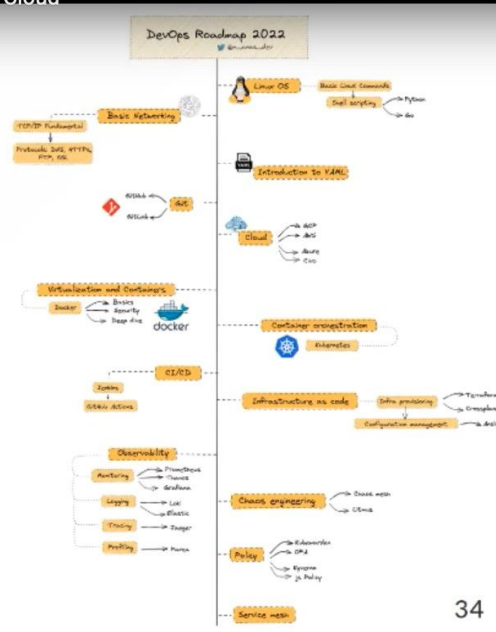 Cloud
DevOps Roadmap 2022
Linux OS
Basic Linux Commands
Shell scripting
Python
Go
Basic Networking
TCP/IP Fundamental
Protocols: DNS, HTTPs,
FTP, SSL
YAML
Introduction to YAML
Git
GitHub
GitLab
Cloud
GCP
AWS
Azure
Civo
Virtualization and Containers
Docker
Basics
Security
Deep dive
docker
Container orchestration
Kubernetes
CI/CD
Jenkins
GitHub Actions
Infrastructure as code
Infra provisioning
Terraform
Crossplane
Configuration management
Observability
Monitoring
Prometheus
Thanos
Grafana
Logging
Loki
Elastic
Tracing
Jaeger
Profiling
Parca
Chaos engineering
Chaos mesh
Litmus
Policy
Kubewarden
OPA
Kyverno
js Policy
Service mesh
34